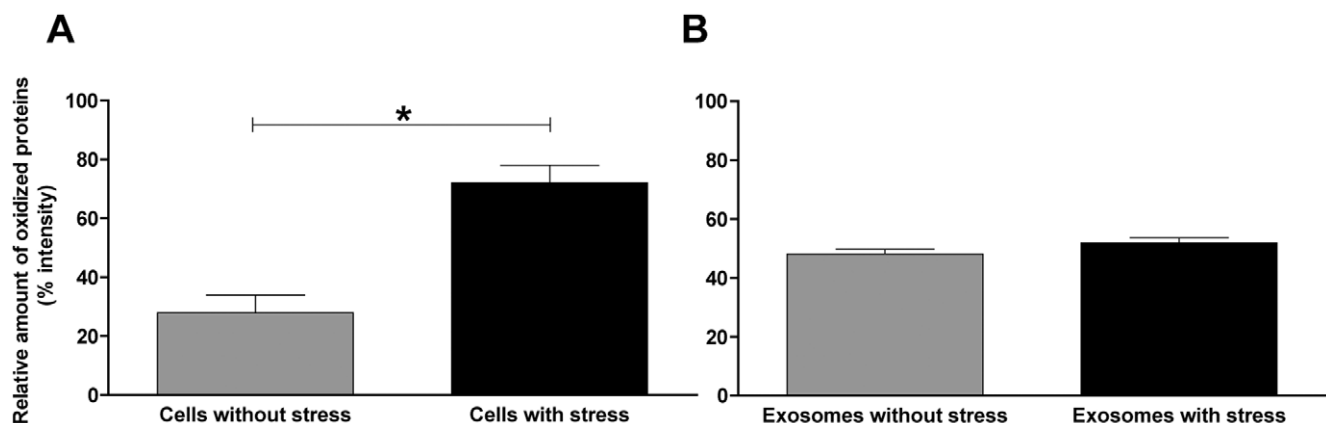 A
B
Relative amount of oxidized proteins
(% intensity)
100
80
60
40
20
0
*
Cells without stress
Cells with stress
100
80
60
40
20
0
Exosomes without stress
Exosomes with stress